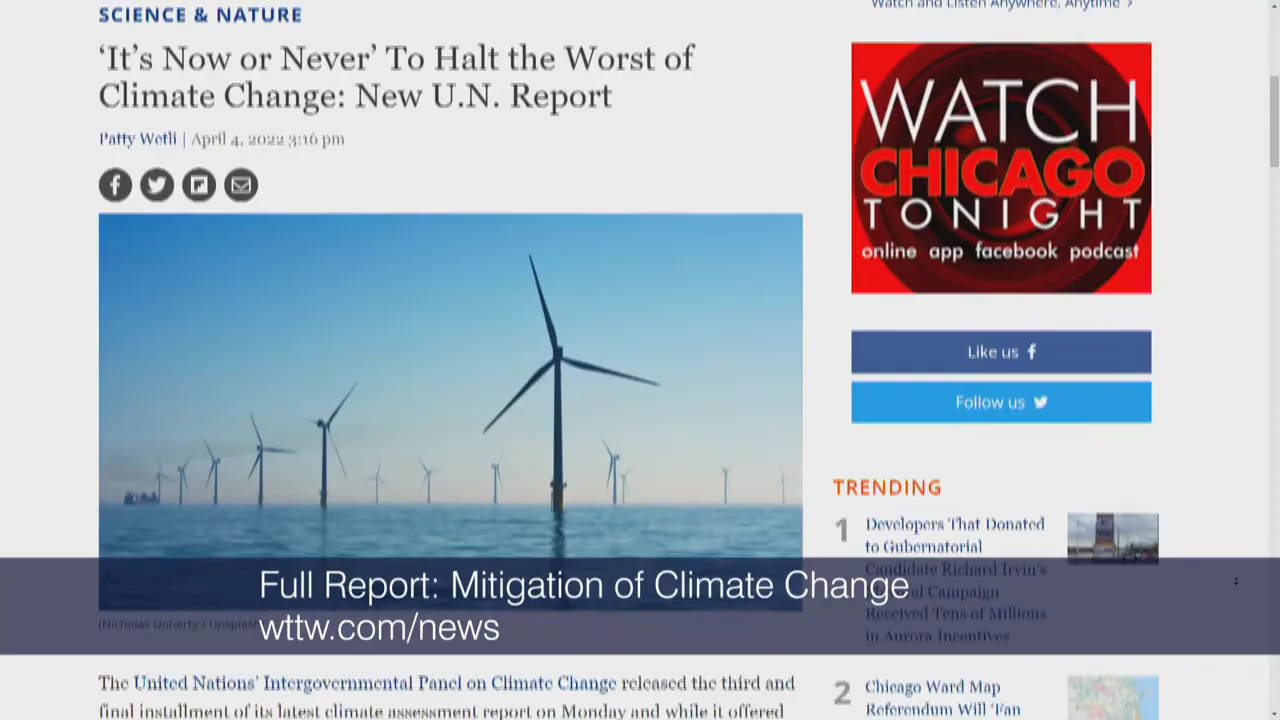 SCIENCE & NATURE
‘It’s Now or Never’ To Halt the Worst of
Climate Change: New U.N. Report
Patty Wetli | April 4, 2022 3:16 pm
Watch and Listen Anywhere, Anytime
WATCH
CHICAGO
TONIGHT
online app facebook podcast
Like us
Follow us
TRENDING
1
Developers That Donated
to Gubernatorial
Candidate Richard Irvin’s
Campaign
Received Tens of Millions
in Aurora Incentives
2
Chicago Ward Map
Referendum Will ‘Fan
Full Report: Mitigation of Climate Change
wttw.com/news
(Nicholas Doherty / Unsplash
The United Nations’ Intergovernmental Panel on Climate Change released the third and
final installment of its latest climate assessment report on Monday and while it offered